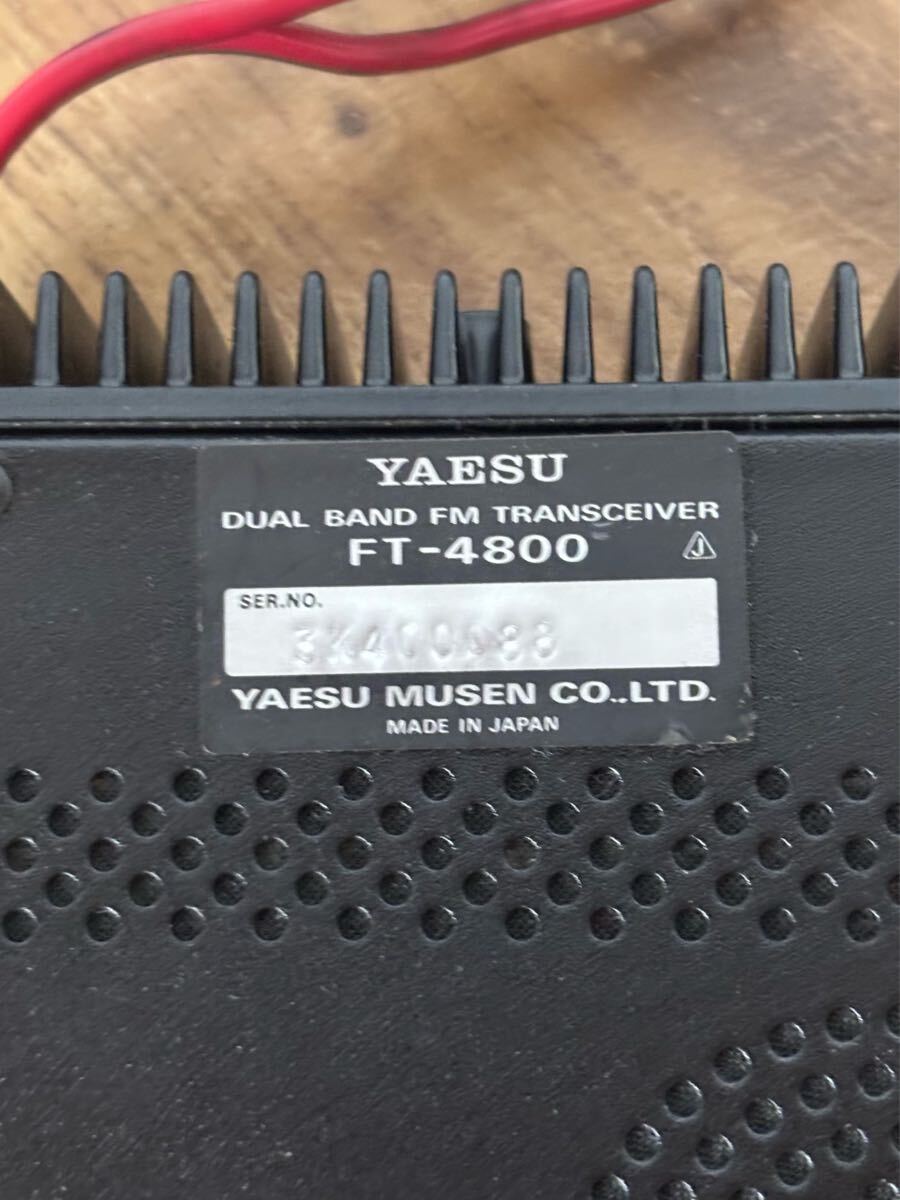 YAESU
DUAL BAND FM TRANSCEIVER
FT-4800
J
SER.NO.
YAESU MUSEN CO.,LTD.
MADE IN JAPAN